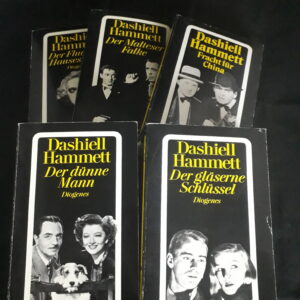 Dashiell
Hammett
Der
Hauses
Diogenes
Dashiell
Hammett
Der Malteser
Falke
Dashiell
Hammett
Fracht für
China
Dashiell
Hammett
Der dünne
Mann
Diogenes
Dashiell
Hammett
Der gläserne
Schlüssel
Diogenes